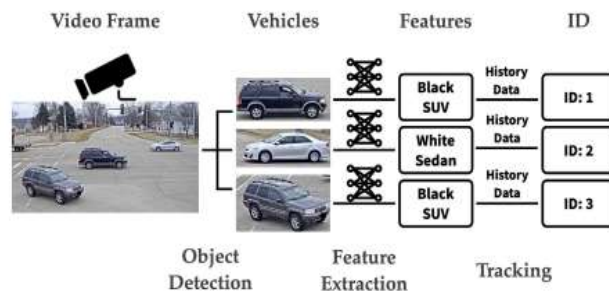 Video Frame
Vehicles
Features
ID
Black
SUV
History
Data
ID: 1
White
Sedan
History
Data
ID: 2
Black
SUV
History
Data
ID: 3
Object
Detection
Feature
Extraction
Tracking